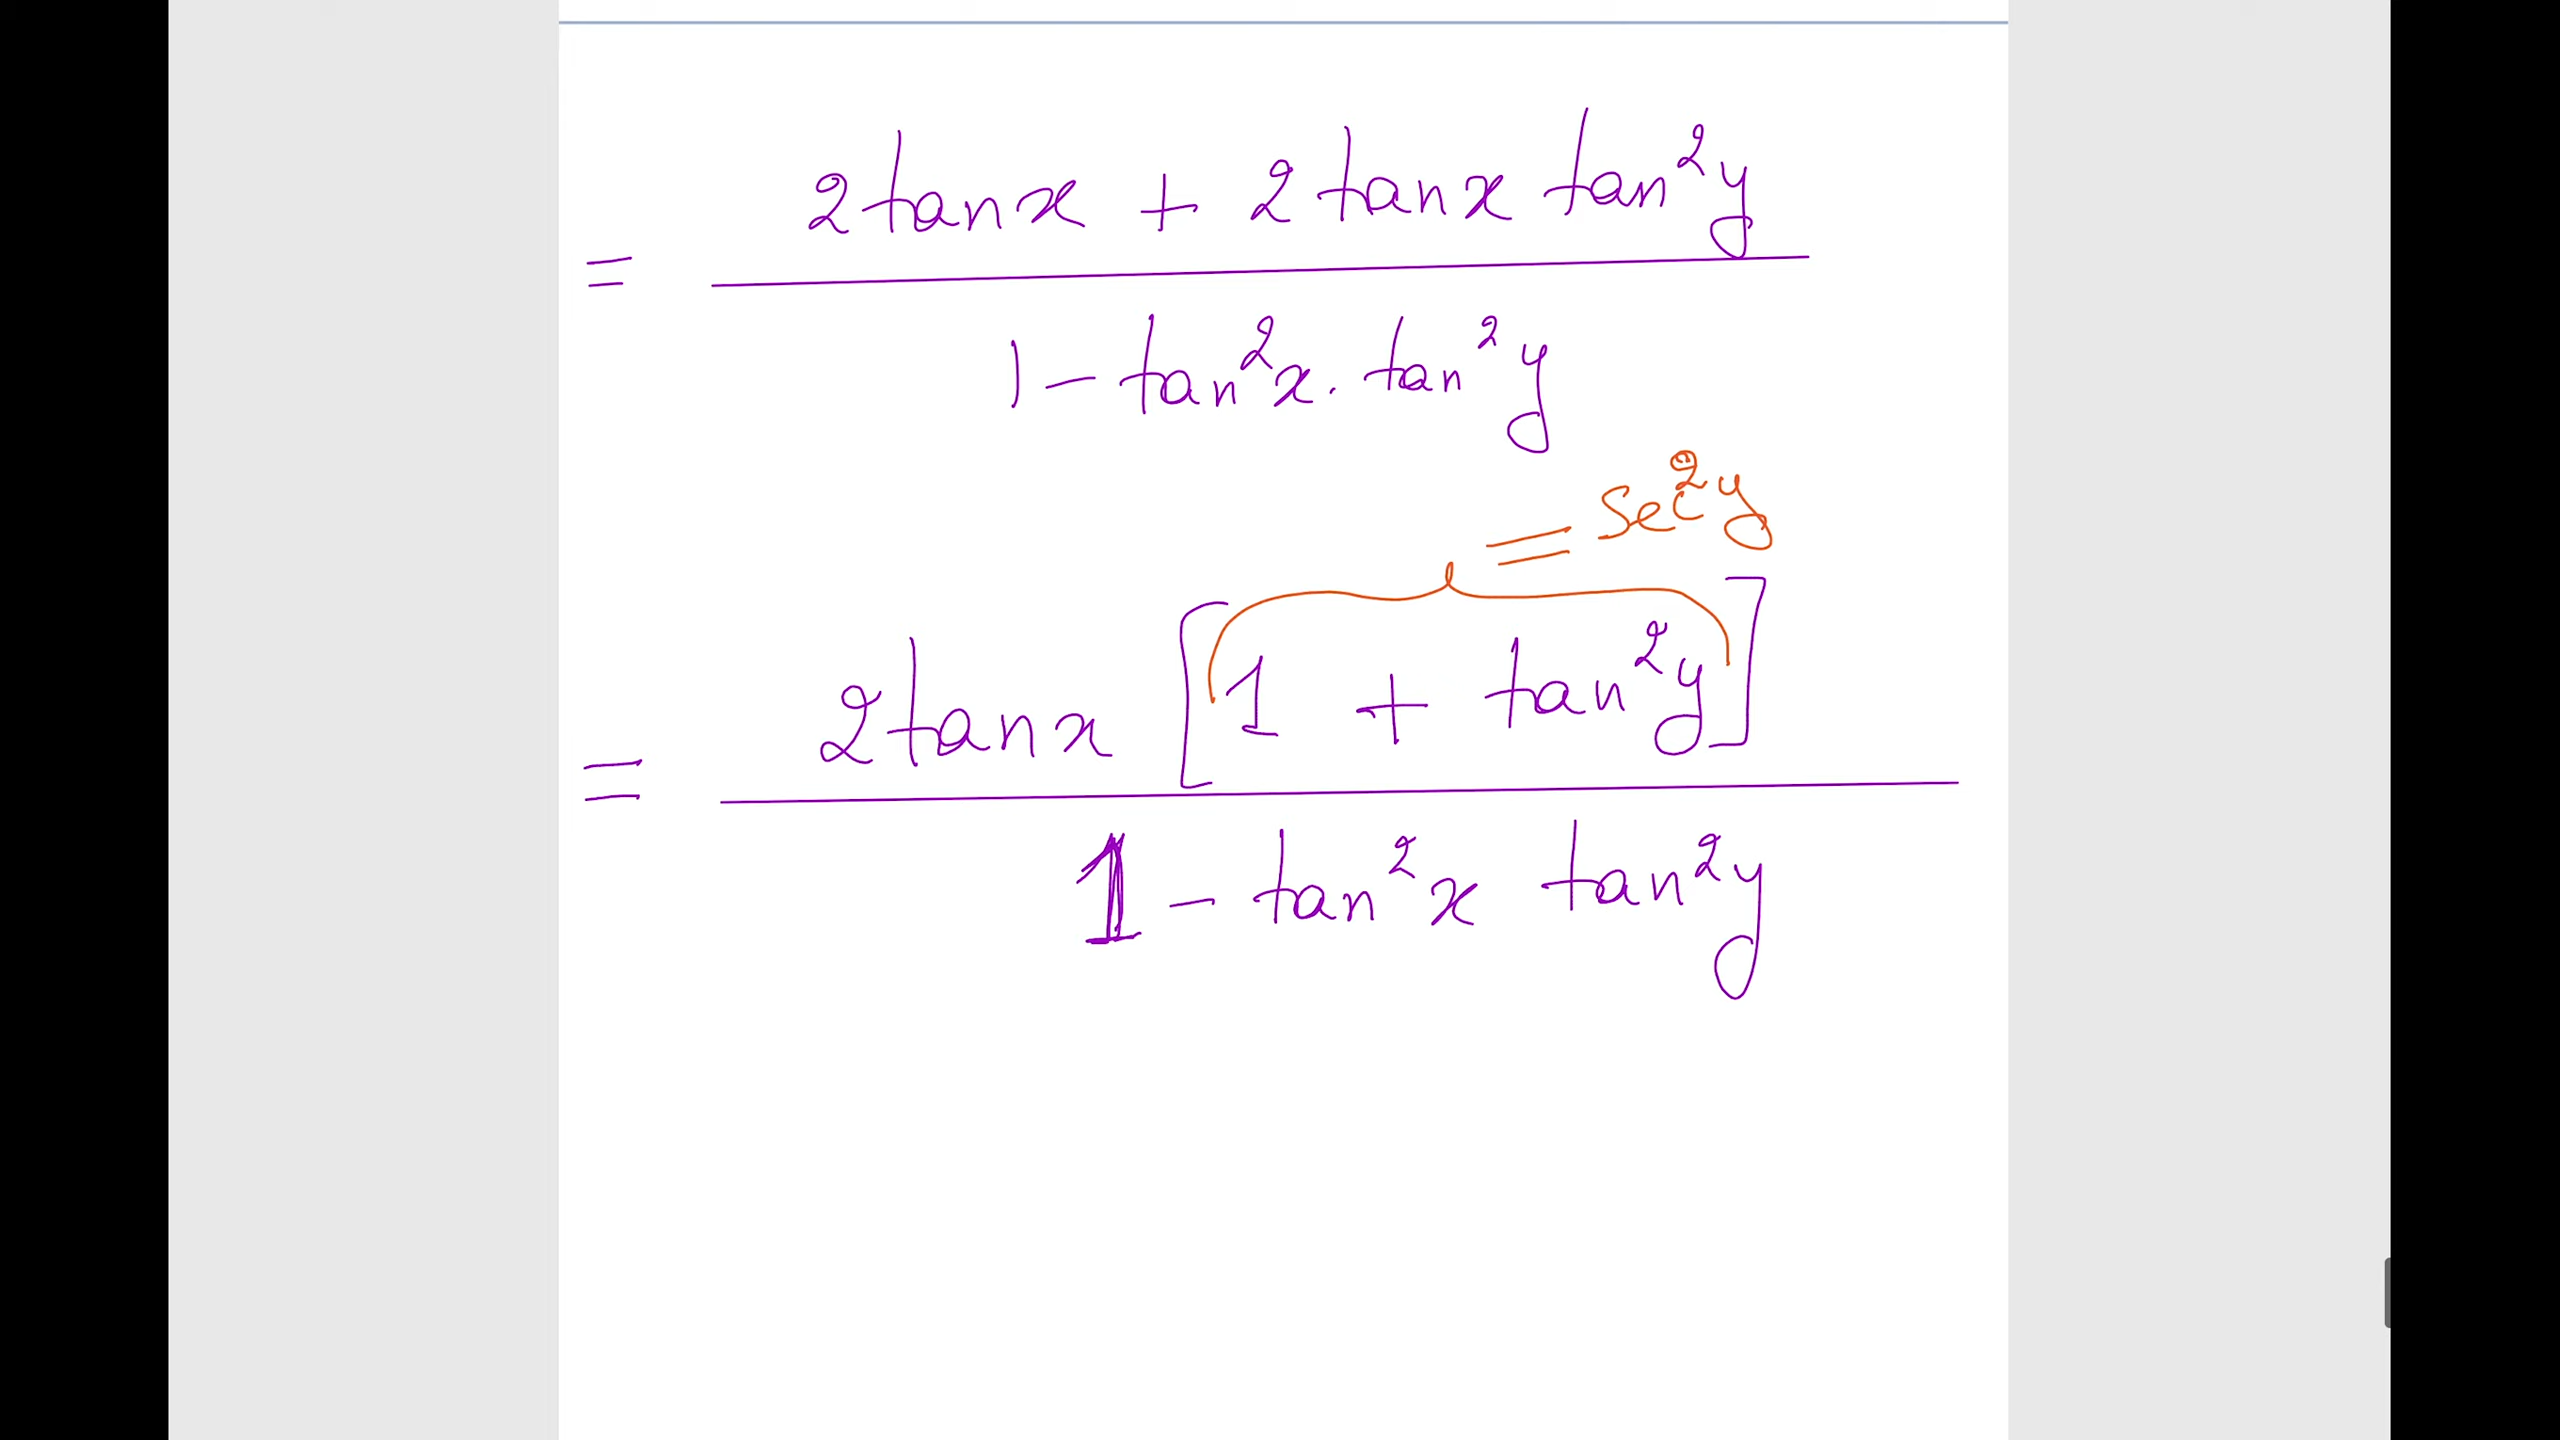 2tanx + 2tanx tan²y
=
1 - tan²x. tan²y
= Sec²y
2tanx [1 + tan²y]
=
1 - tan²x tan²y